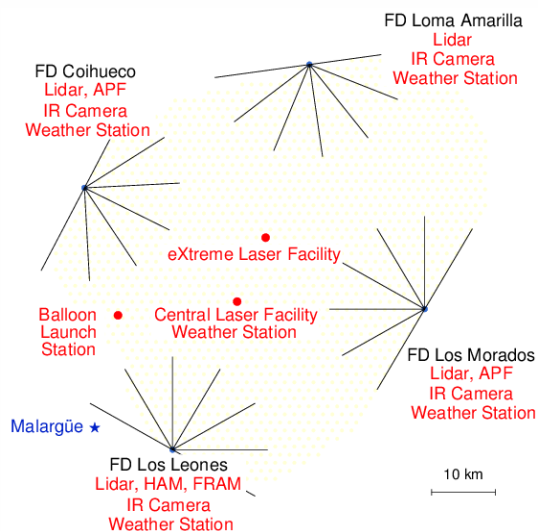 FD Loma Amarilla
Lidar
IR Camera
Weather Station
FD Coihueco
Lidar, APF
IR Camera
Weather Station
eXtreme Laser Facility
Balloon
Launch
Station
Central Laser Facility
Weather Station
FD Los Morados
Lidar, APF
IR Camera
Weather Station
Malargüe
FD Los Leones
Lidar, HAM, FRAM
IR Camera
Weather Station
10 km